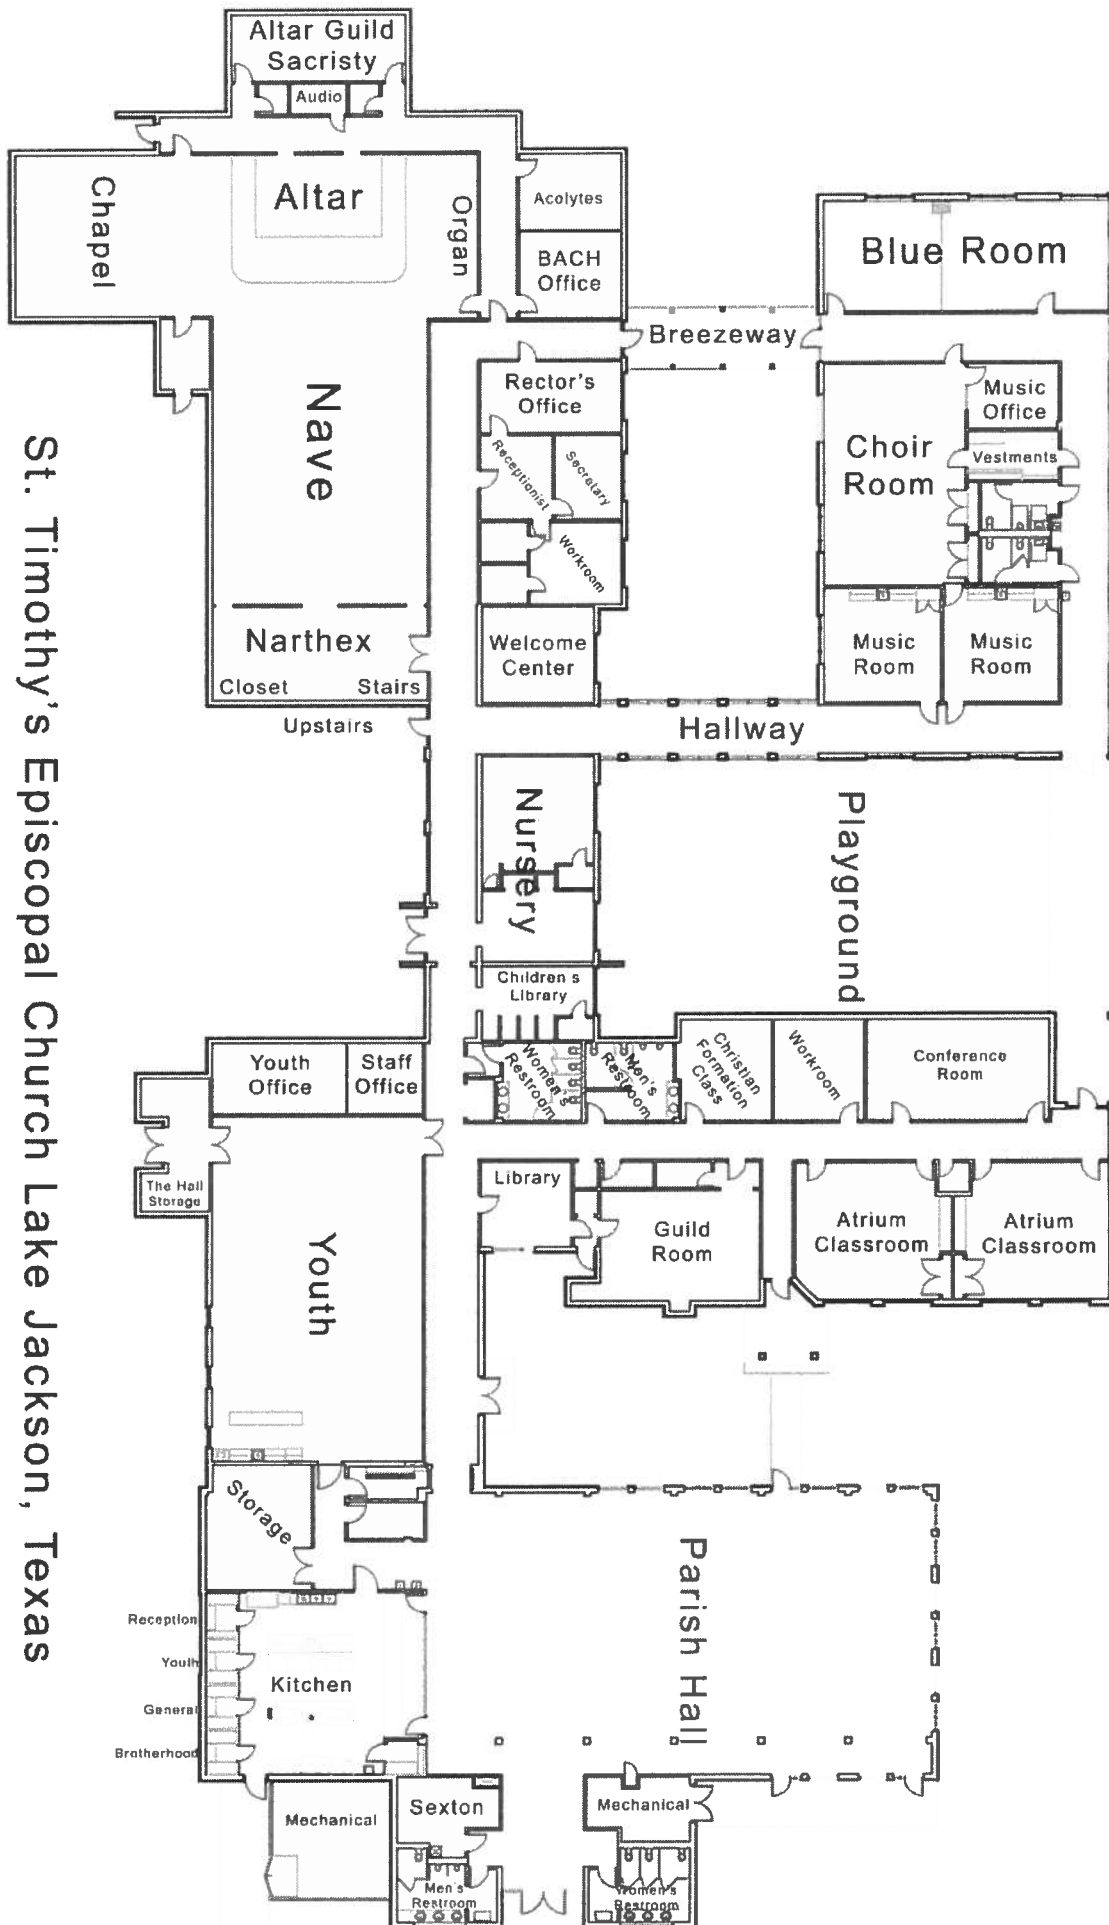 Altar Guild
Sacristy
Audio
Chapel
Altar
Organ
Acolytes
BACH
Office
Blue Room
Breezeway
Nave
Rector's
Office
Receptionist
Secretary
Workroom
Music
Office
Choir
Room
Vestments
Narthex
Closet
Stairs
Upstairs
Welcome
Center
Music
Room
Music
Room
Hallway
Nursery
Playground
Children's
Library
Youth
Office
Staff
Office
Women's
Restroom
Men's
Restroom
Christian
Formation
Class
Workroom
Conference
Room
The Hall
Storage
Library
Guild
Room
Atrium
Classroom
Atrium
Classroom
Youth
Storage
Parish Hall
Reception
Youth
General
Brotherhood
Kitchen
Mechanical
Sexton
Mechanical
Men's
Restroom
Women's
Restroom
St. Timothy's Episcopal Church Lake Jackson, Texas